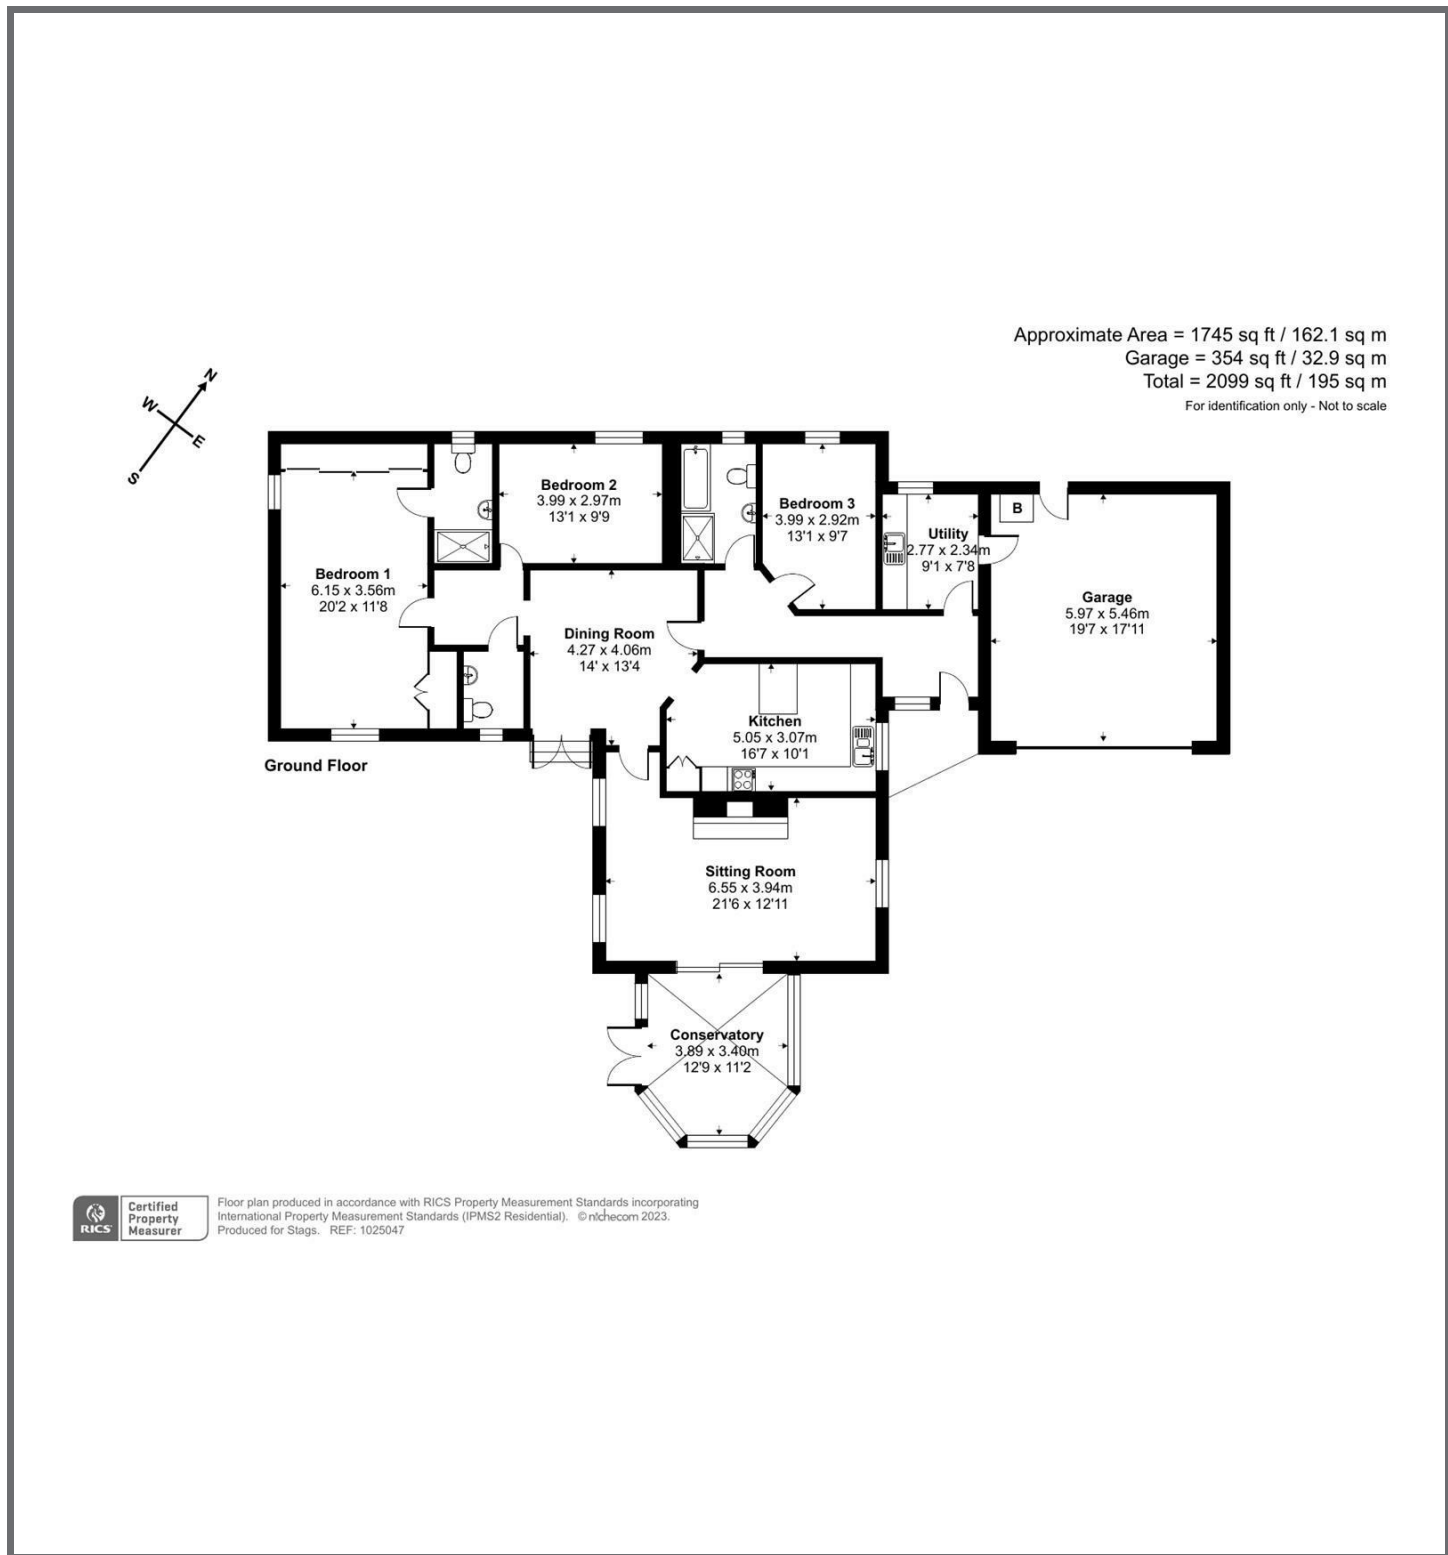 Approximate Area = 1745 sq ft / 162.1 sq m
Garage = 354 sq ft / 32.9 sq m
Total = 2099 sq ft / 195 sq m
For identification only - Not to scale
N
W
E
S
Bedroom 2
3.99 x 2.97m
13'1 x 9'9
Bedroom 3
3.99 x 2.92m
13'1 x 9'7
B
Utility
2.77 x 2.34m
9'1 x 7'8
Bedroom 1
6.15 x 3.56m
20'2 x 11'8
Garage
5.97 x 5.46m
19'7 x 17'11
Dining Room
4.27 x 4.06m
14' x 13'4
Kitchen
5.05 x 3.07m
16'7 x 10'1
Ground Floor
Sitting Room
6.55 x 3.94m
21'6 x 12'11
Conservatory
3.89 x 3.40m
12'9 x 11'2
RICS
Certified
Property
Measurer
Floor plan produced in accordance with RICS Property Measurement Standards incorporating
International Property Measurement Standards (IPMS2 Residential). © nichecom 2023.
Produced for Stags. REF: 1025047